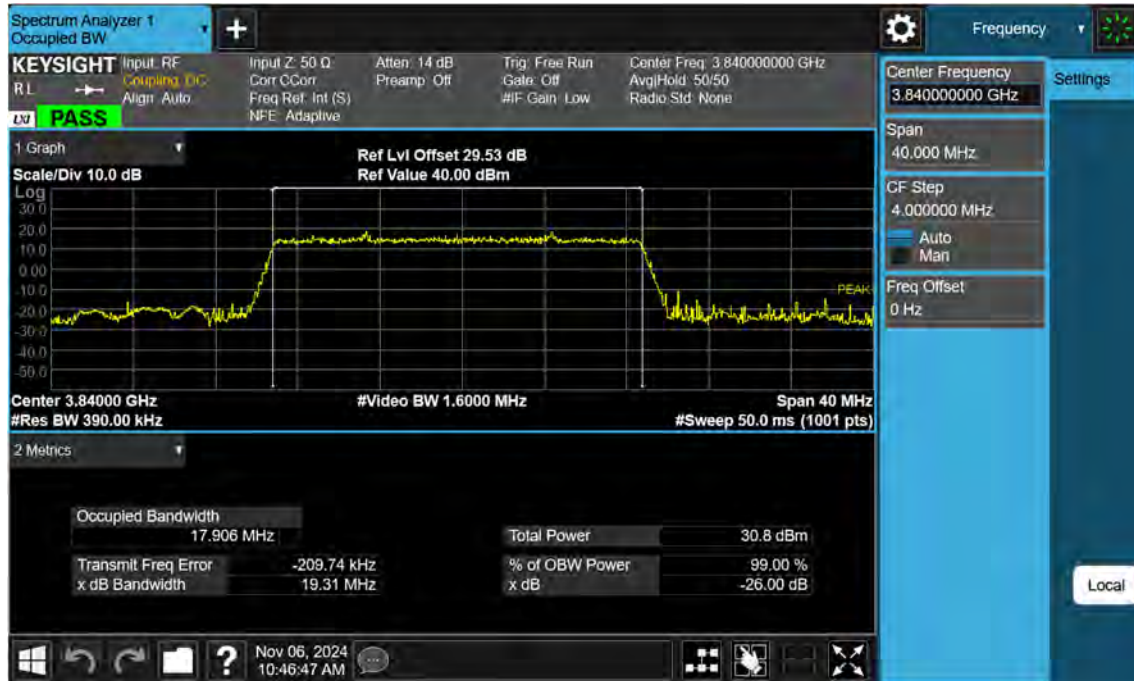 Spectrum Analyzer 1
Occupied BW
+
Frequency
KEYSIGHT
RL
LXI PASS
Input: RF
Coupling: DC
Align: Auto
Input Z: 50 Ω
Corr CCorr
Freq Ref: Int (S)
NFE: Adaptive
Atten: 14 dB
Preamp: Off
Trig: Free Run
Gate: Off
#IF Gain: Low
Center Freq: 3.840000000 GHz
Avg|Hold: 50/50
Radio Std: None
Center Frequency
3.840000000 GHz
Settings
Span
40.000 MHz
CF Step
4.000000 MHz
Auto
Man
Freq Offset
0 Hz
1 Graph
Scale/Div 10.0 dB
Ref Lvl Offset 29.53 dB
Ref Value 40.00 dBm
Log
30.0
20.0
10.0
0.00
-10.0
-20.0
-30.0
-40.0
-50.0
PEAK
Center 3.84000 GHz
#Video BW 1.6000 MHz
Span 40 MHz
#Res BW 390.00 kHz
#Sweep 50.0 ms (1001 pts)
2 Metrics
Occupied Bandwidth
17.906 MHz
Total Power 30.8 dBm
Transmit Freq Error -209.74 kHz
% of OBW Power 99.00 %
x dB Bandwidth 19.31 MHz
x dB -26.00 dB
Local
?
Nov 06, 2024
10:46:47 AM